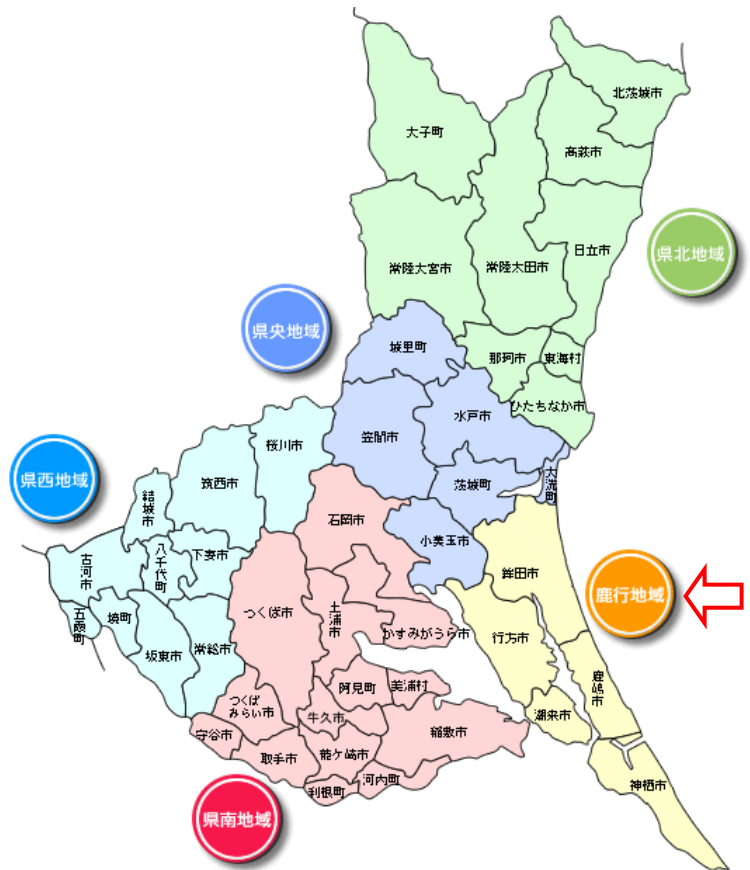 北茨城市
大子町
高萩市
県北地域
日立市
常陸大宮市
常陸太田市
県央地域
城里町
那珂市
東海村
ひたちなか市
水戸市
笠間市
桜川市
県西地域
筑西市
茨城町
大洗町
結城市
石岡市
小美玉市
下妻市
八千代町
古河市
鉾田市
鹿行地域
つくば市
土浦市
かすみがうら市
行方市
五霞町
境町
坂東市
常総市
阿見町
美浦村
鹿嶋市
つくば
みらい市
牛久市
潮来市
守谷市
取手市
龍ケ崎市
稲敷市
河内町
利根町
神栖市
県南地域